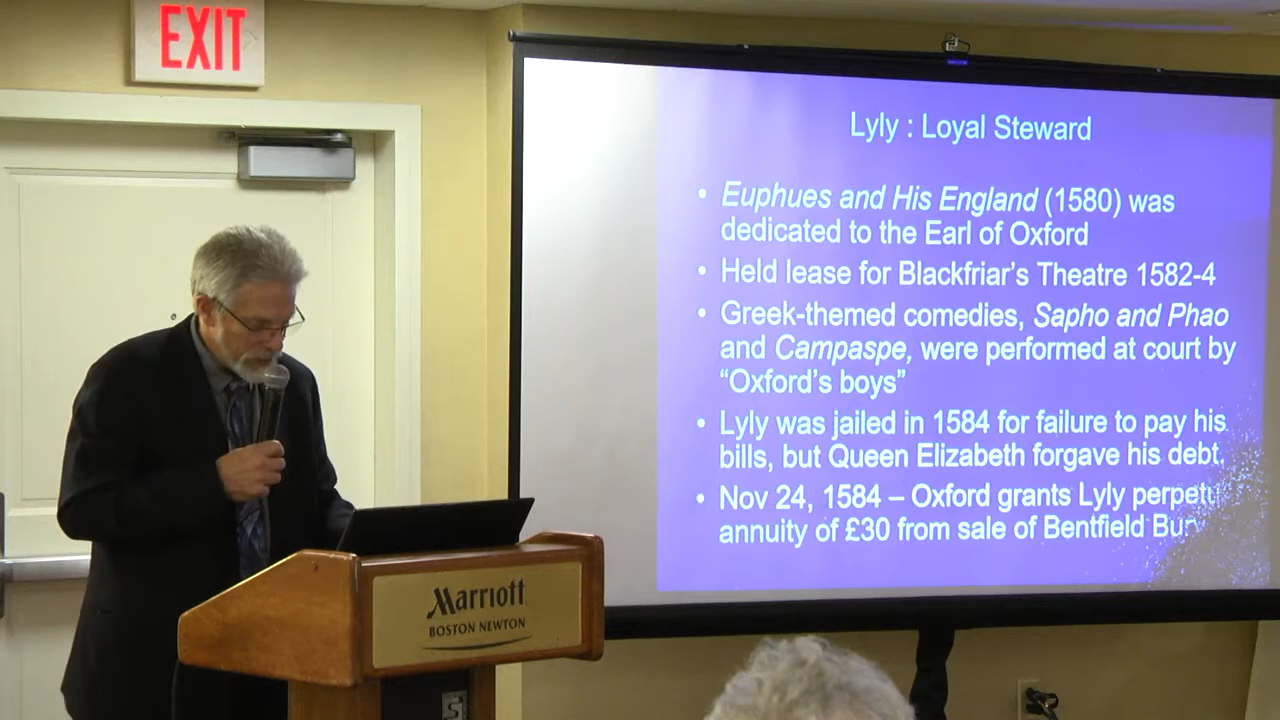 EXIT
Lyly : Loyal Steward
• Euphues and His England (1580) was
dedicated to the Earl of Oxford
• Held lease for Blackfriar's Theatre 1582-4
• Greek-themed comedies, Sapho and Phao
and Campaspe, were performed at court by
“Oxford's boys”
• Lyly was jailed in 1584 for failure to pay his
bills, but Queen Elizabeth forgave his debt.
• Nov 24, 1584 – Oxford grants Lyly
annuity of £30 from sale of Bentfield
Marriott
BOSTON NEWTON